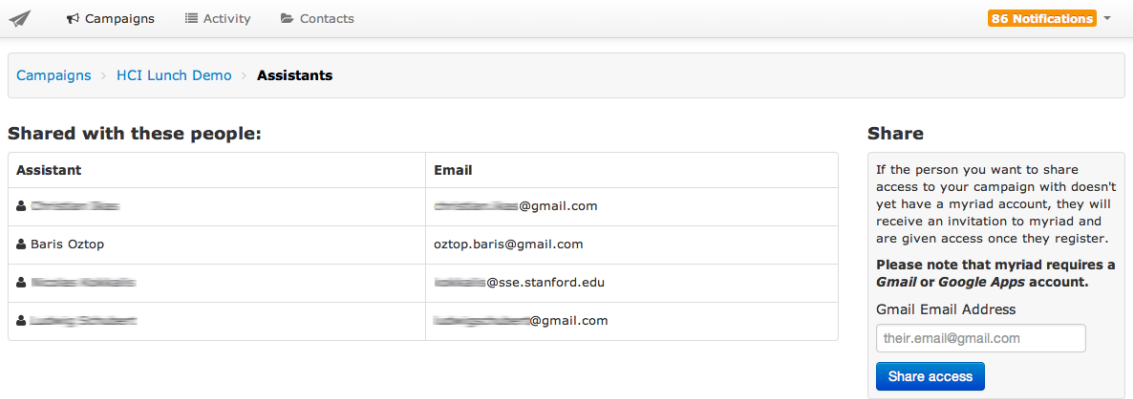 Campaigns Activity Contacts 86 Notifications
Campaigns > HCI Lunch Demo > Assistants
Shared with these people:
Assistant Email
@gmail.com
Baris Oztop oztop.baris@gmail.com
@sse.stanford.edu
@gmail.com
Share
If the person you want to share
access to your campaign with doesn't
yet have a myriad account, they will
receive an invitation to myriad and
are given access once they register.
Please note that myriad requires a
Gmail or Google Apps account.
Gmail Email Address
their.email@gmail.com
Share access